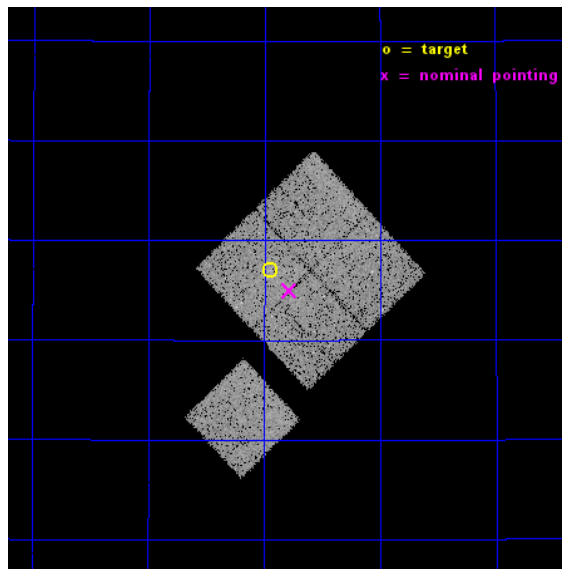 o = target
x = nominal pointing